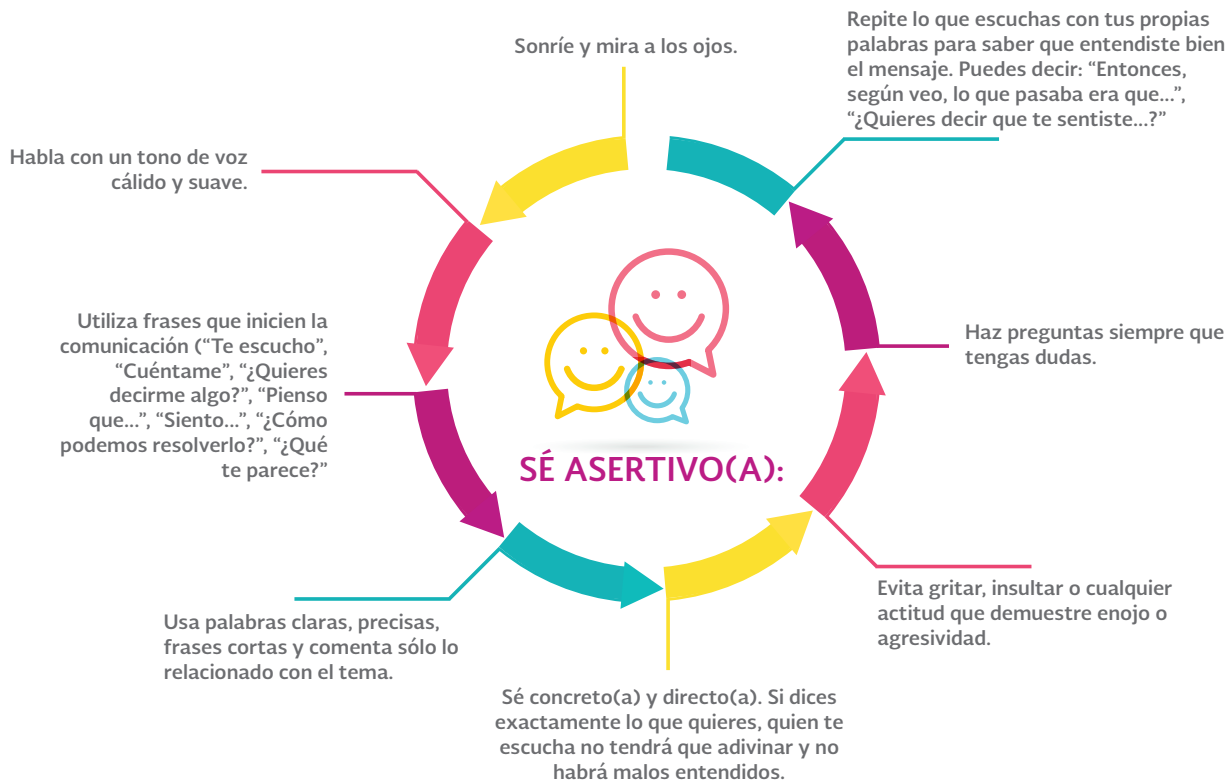 Sonríe y mira a los ojos.
Habla con un tono de voz
cálido y suave.
Utiliza frases que inicien la
comunicación (“Te escucho”,
“Cuéntame”, “¿Quieres
decirme algo?”, “Pienso
que...”, “Siento...”, “¿Cómo
podemos resolverlo?”, “¿Qué
te parece?”
Usa palabras claras, precisas,
frases cortas y comenta sólo lo
relacionado con el tema.
Sé concreto(a) y directo(a). Si dices
exactamente lo que quieres, quien te
escucha no tendrá que adivinar y no
habrá malos entendidos.
Evita gritar, insultar o cualquier
actitud que demuestre enojo o
agresividad.
Haz preguntas siempre que
tengas dudas.
Repite lo que escuchas con tus propias
palabras para saber que entendiste bien
el mensaje. Puedes decir: “Entonces,
según veo, lo que pasaba era que...”,
“¿Quieres decir que te sentiste...?”
SÉ ASERTIVO(A):